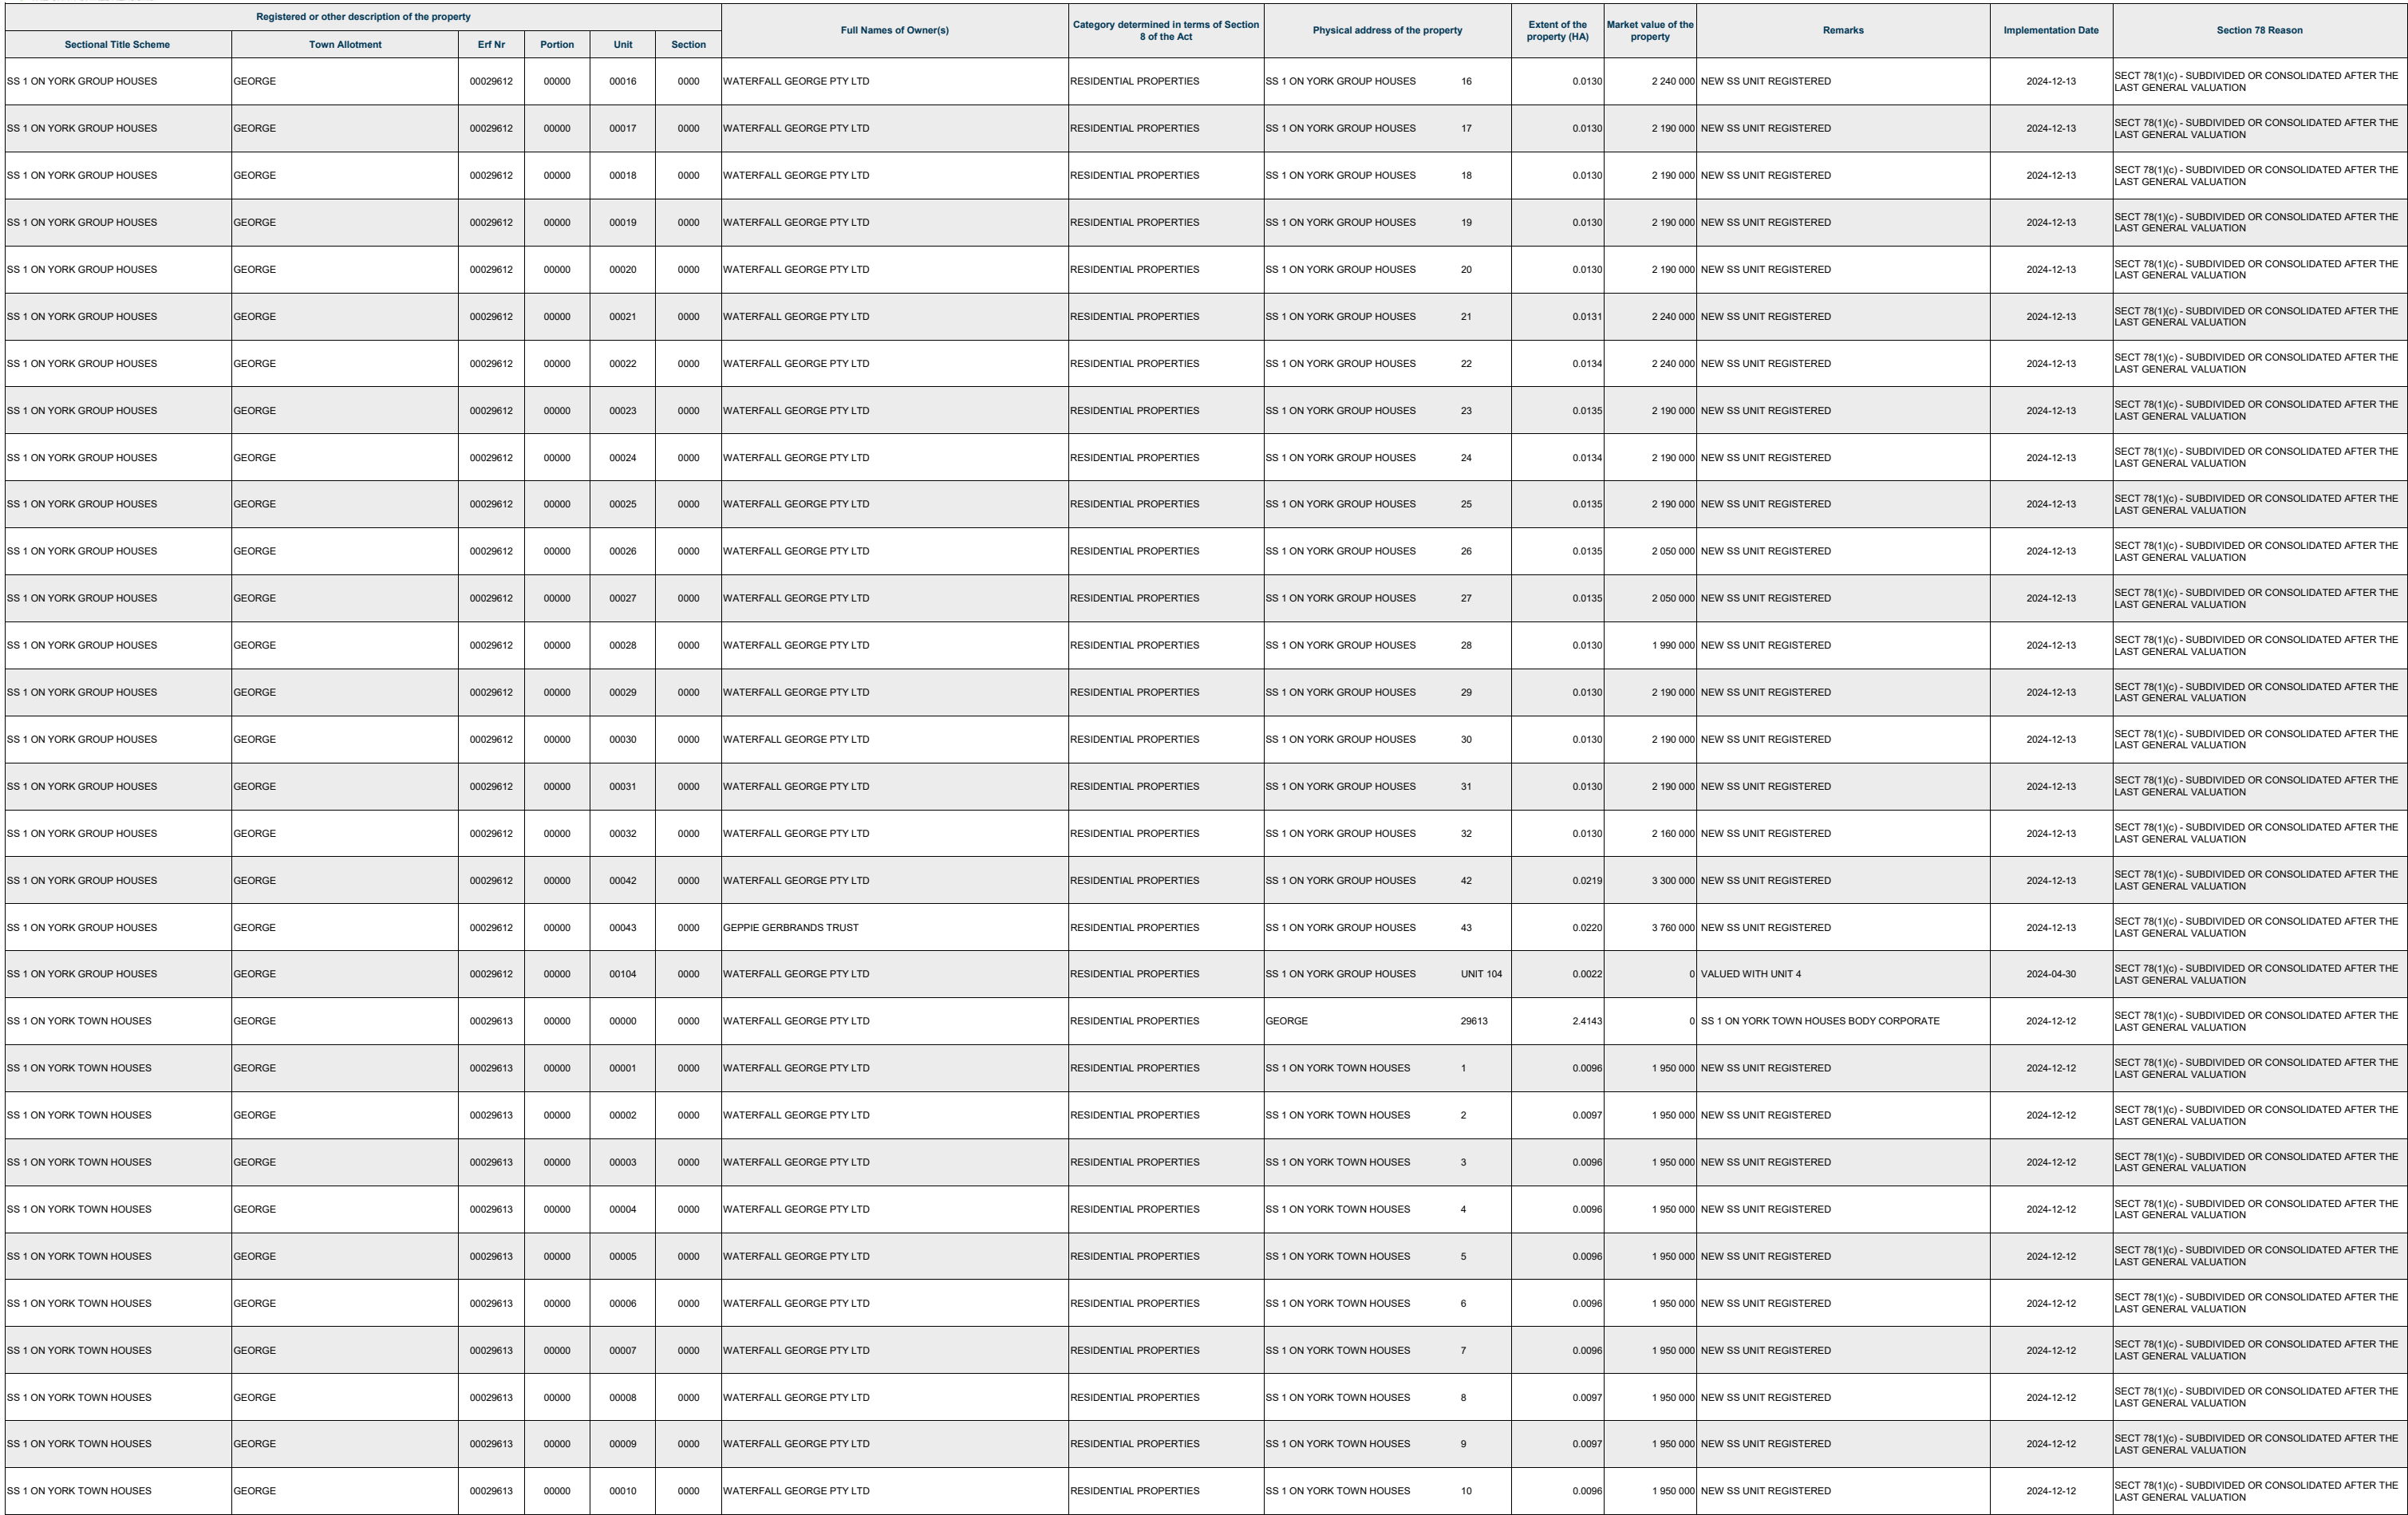 Registered or other description of the property Full Names of Owner(s) Category determined in terms of Section 8 of the Act Physical address of the property Extent of the property (HA) Market value of the property Remarks Implementation Date Section 78 Reason
Sectional Title Scheme Town Allotment Erf Nr Portion Unit Section
SS 1 ON YORK GROUP HOUSES GEORGE 00029612 00000 00016 0000 WATERFALL GEORGE PTY LTD RESIDENTIAL PROPERTIES SS 1 ON YORK GROUP HOUSES 16 0.0130 2 240 000 NEW SS UNIT REGISTERED 2024-12-13 SECT 78(1)(c) - SUBDIVIDED OR CONSOLIDATED AFTER THE LAST GENERAL VALUATION
SS 1 ON YORK GROUP HOUSES GEORGE 00029612 00000 00017 0000 WATERFALL GEORGE PTY LTD RESIDENTIAL PROPERTIES SS 1 ON YORK GROUP HOUSES 17 0.0130 2 190 000 NEW SS UNIT REGISTERED 2024-12-13 SECT 78(1)(c) - SUBDIVIDED OR CONSOLIDATED AFTER THE LAST GENERAL VALUATION
SS 1 ON YORK GROUP HOUSES GEORGE 00029612 00000 00018 0000 WATERFALL GEORGE PTY LTD RESIDENTIAL PROPERTIES SS 1 ON YORK GROUP HOUSES 18 0.0130 2 190 000 NEW SS UNIT REGISTERED 2024-12-13 SECT 78(1)(c) - SUBDIVIDED OR CONSOLIDATED AFTER THE LAST GENERAL VALUATION
SS 1 ON YORK GROUP HOUSES GEORGE 00029612 00000 00019 0000 WATERFALL GEORGE PTY LTD RESIDENTIAL PROPERTIES SS 1 ON YORK GROUP HOUSES 19 0.0130 2 190 000 NEW SS UNIT REGISTERED 2024-12-13 SECT 78(1)(c) - SUBDIVIDED OR CONSOLIDATED AFTER THE LAST GENERAL VALUATION
SS 1 ON YORK GROUP HOUSES GEORGE 00029612 00000 00020 0000 WATERFALL GEORGE PTY LTD RESIDENTIAL PROPERTIES SS 1 ON YORK GROUP HOUSES 20 0.0130 2 190 000 NEW SS UNIT REGISTERED 2024-12-13 SECT 78(1)(c) - SUBDIVIDED OR CONSOLIDATED AFTER THE LAST GENERAL VALUATION
SS 1 ON YORK GROUP HOUSES GEORGE 00029612 00000 00021 0000 WATERFALL GEORGE PTY LTD RESIDENTIAL PROPERTIES SS 1 ON YORK GROUP HOUSES 21 0.0131 2 240 000 NEW SS UNIT REGISTERED 2024-12-13 SECT 78(1)(c) - SUBDIVIDED OR CONSOLIDATED AFTER THE LAST GENERAL VALUATION
SS 1 ON YORK GROUP HOUSES GEORGE 00029612 00000 00022 0000 WATERFALL GEORGE PTY LTD RESIDENTIAL PROPERTIES SS 1 ON YORK GROUP HOUSES 22 0.0134 2 240 000 NEW SS UNIT REGISTERED 2024-12-13 SECT 78(1)(c) - SUBDIVIDED OR CONSOLIDATED AFTER THE LAST GENERAL VALUATION
SS 1 ON YORK GROUP HOUSES GEORGE 00029612 00000 00023 0000 WATERFALL GEORGE PTY LTD RESIDENTIAL PROPERTIES SS 1 ON YORK GROUP HOUSES 23 0.0135 2 190 000 NEW SS UNIT REGISTERED 2024-12-13 SECT 78(1)(c) - SUBDIVIDED OR CONSOLIDATED AFTER THE LAST GENERAL VALUATION
SS 1 ON YORK GROUP HOUSES GEORGE 00029612 00000 00024 0000 WATERFALL GEORGE PTY LTD RESIDENTIAL PROPERTIES SS 1 ON YORK GROUP HOUSES 24 0.0134 2 190 000 NEW SS UNIT REGISTERED 2024-12-13 SECT 78(1)(c) - SUBDIVIDED OR CONSOLIDATED AFTER THE LAST GENERAL VALUATION
SS 1 ON YORK GROUP HOUSES GEORGE 00029612 00000 00025 0000 WATERFALL GEORGE PTY LTD RESIDENTIAL PROPERTIES SS 1 ON YORK GROUP HOUSES 25 0.0135 2 190 000 NEW SS UNIT REGISTERED 2024-12-13 SECT 78(1)(c) - SUBDIVIDED OR CONSOLIDATED AFTER THE LAST GENERAL VALUATION
SS 1 ON YORK GROUP HOUSES GEORGE 00029612 00000 00026 0000 WATERFALL GEORGE PTY LTD RESIDENTIAL PROPERTIES SS 1 ON YORK GROUP HOUSES 26 0.0135 2 050 000 NEW SS UNIT REGISTERED 2024-12-13 SECT 78(1)(c) - SUBDIVIDED OR CONSOLIDATED AFTER THE LAST GENERAL VALUATION
SS 1 ON YORK GROUP HOUSES GEORGE 00029612 00000 00027 0000 WATERFALL GEORGE PTY LTD RESIDENTIAL PROPERTIES SS 1 ON YORK GROUP HOUSES 27 0.0135 2 050 000 NEW SS UNIT REGISTERED 2024-12-13 SECT 78(1)(c) - SUBDIVIDED OR CONSOLIDATED AFTER THE LAST GENERAL VALUATION
SS 1 ON YORK GROUP HOUSES GEORGE 00029612 00000 00028 0000 WATERFALL GEORGE PTY LTD RESIDENTIAL PROPERTIES SS 1 ON YORK GROUP HOUSES 28 0.0130 1 990 000 NEW SS UNIT REGISTERED 2024-12-13 SECT 78(1)(c) - SUBDIVIDED OR CONSOLIDATED AFTER THE LAST GENERAL VALUATION
SS 1 ON YORK GROUP HOUSES GEORGE 00029612 00000 00029 0000 WATERFALL GEORGE PTY LTD RESIDENTIAL PROPERTIES SS 1 ON YORK GROUP HOUSES 29 0.0130 2 190 000 NEW SS UNIT REGISTERED 2024-12-13 SECT 78(1)(c) - SUBDIVIDED OR CONSOLIDATED AFTER THE LAST GENERAL VALUATION
SS 1 ON YORK GROUP HOUSES GEORGE 00029612 00000 00030 0000 WATERFALL GEORGE PTY LTD RESIDENTIAL PROPERTIES SS 1 ON YORK GROUP HOUSES 30 0.0130 2 190 000 NEW SS UNIT REGISTERED 2024-12-13 SECT 78(1)(c) - SUBDIVIDED OR CONSOLIDATED AFTER THE LAST GENERAL VALUATION
SS 1 ON YORK GROUP HOUSES GEORGE 00029612 00000 00031 0000 WATERFALL GEORGE PTY LTD RESIDENTIAL PROPERTIES SS 1 ON YORK GROUP HOUSES 31 0.0130 2 190 000 NEW SS UNIT REGISTERED 2024-12-13 SECT 78(1)(c) - SUBDIVIDED OR CONSOLIDATED AFTER THE LAST GENERAL VALUATION
SS 1 ON YORK GROUP HOUSES GEORGE 00029612 00000 00032 0000 WATERFALL GEORGE PTY LTD RESIDENTIAL PROPERTIES SS 1 ON YORK GROUP HOUSES 32 0.0130 2 160 000 NEW SS UNIT REGISTERED 2024-12-13 SECT 78(1)(c) - SUBDIVIDED OR CONSOLIDATED AFTER THE LAST GENERAL VALUATION
SS 1 ON YORK GROUP HOUSES GEORGE 00029612 00000 00042 0000 WATERFALL GEORGE PTY LTD RESIDENTIAL PROPERTIES SS 1 ON YORK GROUP HOUSES 42 0.0219 3 300 000 NEW SS UNIT REGISTERED 2024-12-13 SECT 78(1)(c) - SUBDIVIDED OR CONSOLIDATED AFTER THE LAST GENERAL VALUATION
SS 1 ON YORK GROUP HOUSES GEORGE 00029612 00000 00043 0000 GEPPIE GERBRANDS TRUST RESIDENTIAL PROPERTIES SS 1 ON YORK GROUP HOUSES 43 0.0220 3 760 000 NEW SS UNIT REGISTERED 2024-12-13 SECT 78(1)(c) - SUBDIVIDED OR CONSOLIDATED AFTER THE LAST GENERAL VALUATION
SS 1 ON YORK GROUP HOUSES GEORGE 00029612 00000 00104 0000 WATERFALL GEORGE PTY LTD RESIDENTIAL PROPERTIES SS 1 ON YORK GROUP HOUSES UNIT 104 0.0022 0 VALUED WITH UNIT 4 2024-04-30 SECT 78(1)(c) - SUBDIVIDED OR CONSOLIDATED AFTER THE LAST GENERAL VALUATION
SS 1 ON YORK TOWN HOUSES GEORGE 00029613 00000 00000 0000 WATERFALL GEORGE PTY LTD RESIDENTIAL PROPERTIES GEORGE 29613 2.4143 0 SS 1 ON YORK TOWN HOUSES BODY CORPORATE 2024-12-12 SECT 78(1)(c) - SUBDIVIDED OR CONSOLIDATED AFTER THE LAST GENERAL VALUATION
SS 1 ON YORK TOWN HOUSES GEORGE 00029613 00000 00001 0000 WATERFALL GEORGE PTY LTD RESIDENTIAL PROPERTIES SS 1 ON YORK TOWN HOUSES 1 0.0096 1 950 000 NEW SS UNIT REGISTERED 2024-12-12 SECT 78(1)(c) - SUBDIVIDED OR CONSOLIDATED AFTER THE LAST GENERAL VALUATION
SS 1 ON YORK TOWN HOUSES GEORGE 00029613 00000 00002 0000 WATERFALL GEORGE PTY LTD RESIDENTIAL PROPERTIES SS 1 ON YORK TOWN HOUSES 2 0.0097 1 950 000 NEW SS UNIT REGISTERED 2024-12-12 SECT 78(1)(c) - SUBDIVIDED OR CONSOLIDATED AFTER THE LAST GENERAL VALUATION
SS 1 ON YORK TOWN HOUSES GEORGE 00029613 00000 00003 0000 WATERFALL GEORGE PTY LTD RESIDENTIAL PROPERTIES SS 1 ON YORK TOWN HOUSES 3 0.0096 1 950 000 NEW SS UNIT REGISTERED 2024-12-12 SECT 78(1)(c) - SUBDIVIDED OR CONSOLIDATED AFTER THE LAST GENERAL VALUATION
SS 1 ON YORK TOWN HOUSES GEORGE 00029613 00000 00004 0000 WATERFALL GEORGE PTY LTD RESIDENTIAL PROPERTIES SS 1 ON YORK TOWN HOUSES 4 0.0096 1 950 000 NEW SS UNIT REGISTERED 2024-12-12 SECT 78(1)(c) - SUBDIVIDED OR CONSOLIDATED AFTER THE LAST GENERAL VALUATION
SS 1 ON YORK TOWN HOUSES GEORGE 00029613 00000 00005 0000 WATERFALL GEORGE PTY LTD RESIDENTIAL PROPERTIES SS 1 ON YORK TOWN HOUSES 5 0.0096 1 950 000 NEW SS UNIT REGISTERED 2024-12-12 SECT 78(1)(c) - SUBDIVIDED OR CONSOLIDATED AFTER THE LAST GENERAL VALUATION
SS 1 ON YORK TOWN HOUSES GEORGE 00029613 00000 00006 0000 WATERFALL GEORGE PTY LTD RESIDENTIAL PROPERTIES SS 1 ON YORK TOWN HOUSES 6 0.0096 1 950 000 NEW SS UNIT REGISTERED 2024-12-12 SECT 78(1)(c) - SUBDIVIDED OR CONSOLIDATED AFTER THE LAST GENERAL VALUATION
SS 1 ON YORK TOWN HOUSES GEORGE 00029613 00000 00007 0000 WATERFALL GEORGE PTY LTD RESIDENTIAL PROPERTIES SS 1 ON YORK TOWN HOUSES 7 0.0096 1 950 000 NEW SS UNIT REGISTERED 2024-12-12 SECT 78(1)(c) - SUBDIVIDED OR CONSOLIDATED AFTER THE LAST GENERAL VALUATION
SS 1 ON YORK TOWN HOUSES GEORGE 00029613 00000 00008 0000 WATERFALL GEORGE PTY LTD RESIDENTIAL PROPERTIES SS 1 ON YORK TOWN HOUSES 8 0.0097 1 950 000 NEW SS UNIT REGISTERED 2024-12-12 SECT 78(1)(c) - SUBDIVIDED OR CONSOLIDATED AFTER THE LAST GENERAL VALUATION
SS 1 ON YORK TOWN HOUSES GEORGE 00029613 00000 00009 0000 WATERFALL GEORGE PTY LTD RESIDENTIAL PROPERTIES SS 1 ON YORK TOWN HOUSES 9 0.0097 1 950 000 NEW SS UNIT REGISTERED 2024-12-12 SECT 78(1)(c) - SUBDIVIDED OR CONSOLIDATED AFTER THE LAST GENERAL VALUATION
SS 1 ON YORK TOWN HOUSES GEORGE 00029613 00000 00010 0000 WATERFALL GEORGE PTY LTD RESIDENTIAL PROPERTIES SS 1 ON YORK TOWN HOUSES 10 0.0096 1 950 000 NEW SS UNIT REGISTERED 2024-12-12 SECT 78(1)(c) - SUBDIVIDED OR CONSOLIDATED AFTER THE LAST GENERAL VALUATION